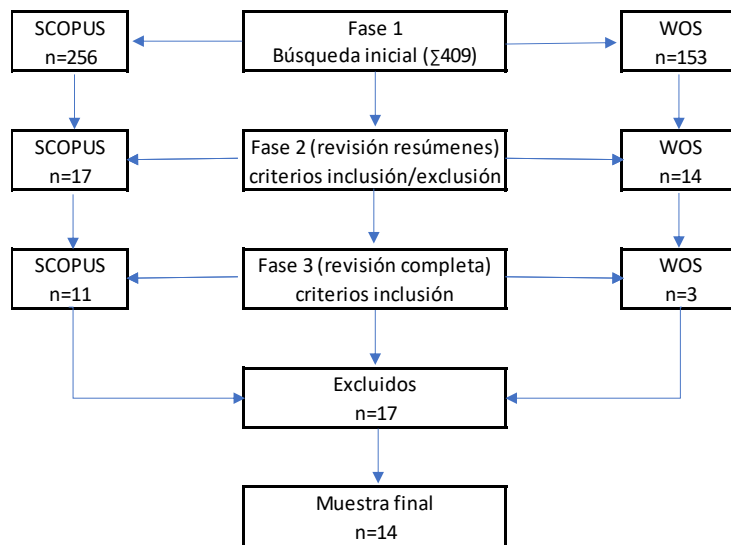 SCOPUS
n=256
Fase 1
Búsqueda inicial (∑409)
WOS
n=153
SCOPUS
n=17
Fase 2 (revisión resúmenes)
criterios inclusión/exclusión
WOS
n=14
SCOPUS
n=11
Fase 3 (revisión completa)
criterios inclusión
WOS
n=3
Excluidos
n=17
Muestra final
n=14